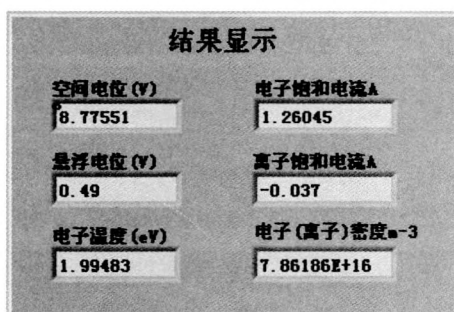 结果显示
空间电位(V) 电子饱和电流A
8.77551 1.26045
悬浮电位(V) 离子饱和电流A
0.49 -0.037
电子温度(eV) 电子(离子)密度m-3
1.99483 7.86186E+16